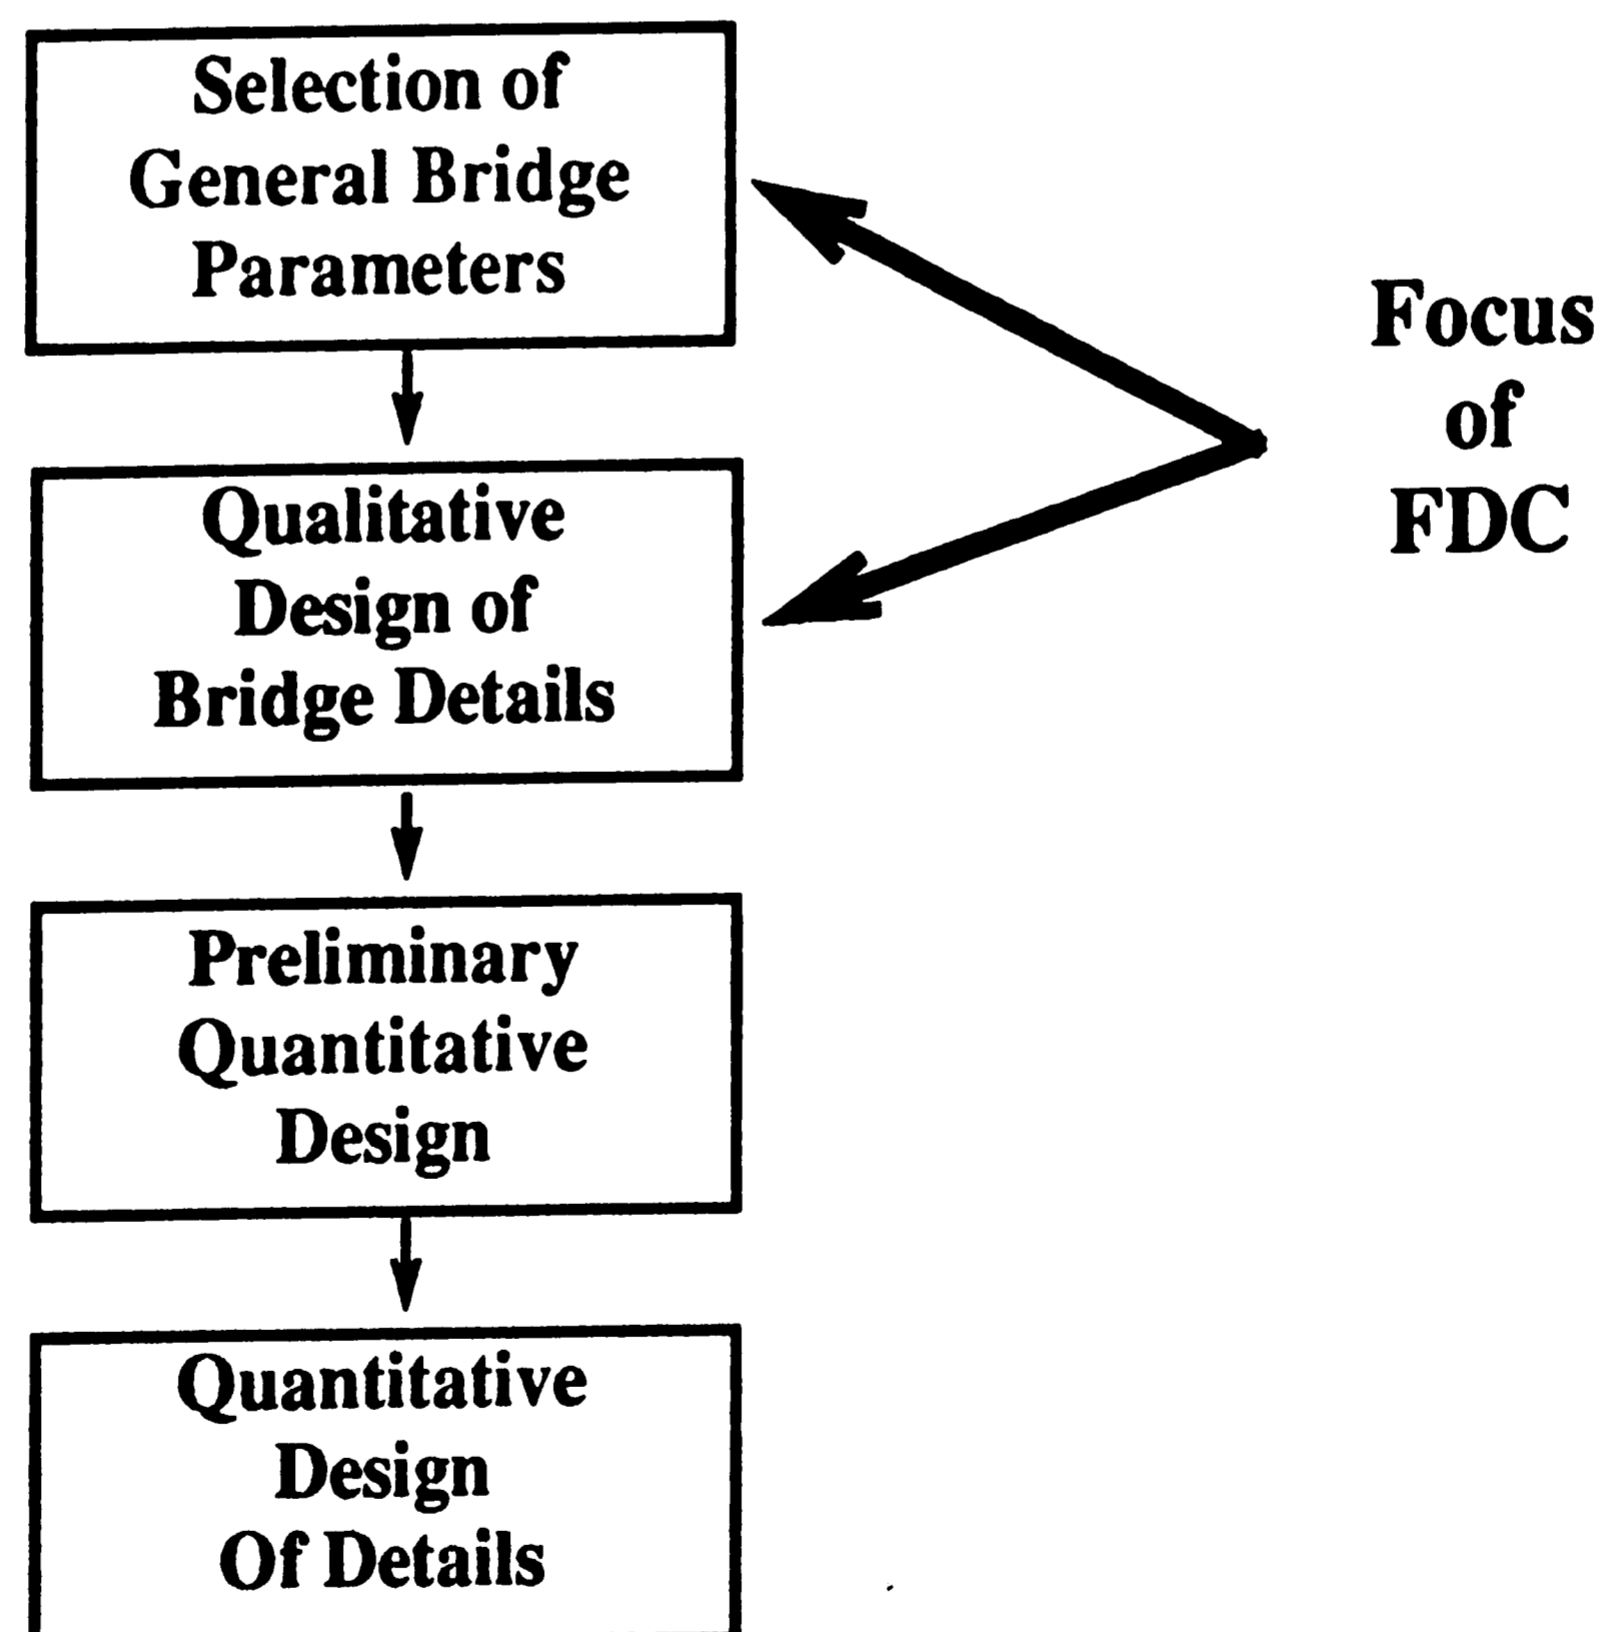 Selection of
General Bridge
Parameters
Qualitative
Design of
Bridge Details
Preliminary
Quantitative
Design
Quantitative
Design
Of Details
Focus
of
FDC